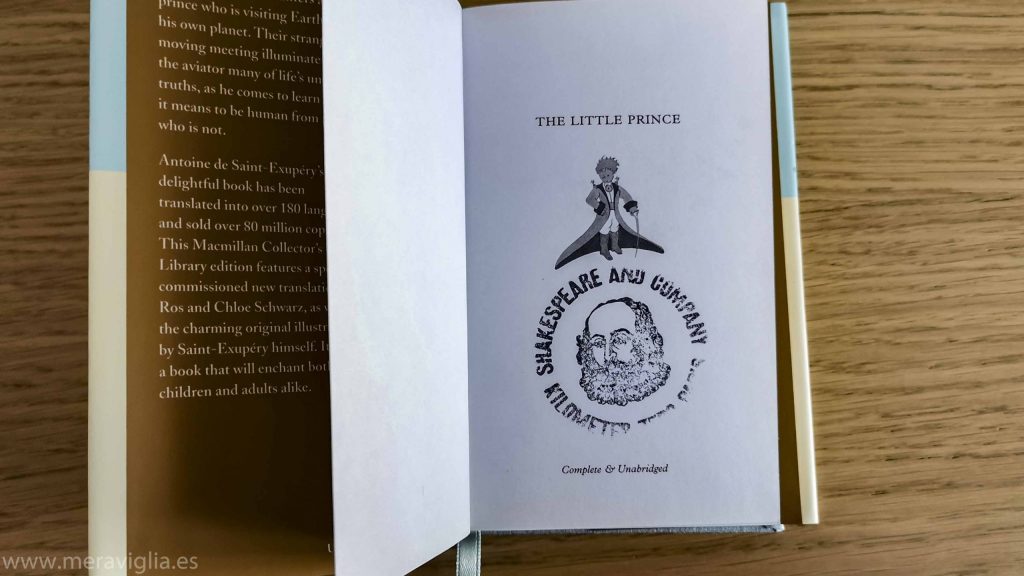 prince who is visiting Earth
his own planet. Their strang
moving meeting illuminate
the aviator many of life's un
truths, as he comes to learn
it means to be human from
who is not.
Antoine de Saint-Exupéry's
delightful book has been
translated into over 180 lang
and sold over 80 million cop
This Macmillan Collector's
Library edition features a sp
commissioned new translati
Ros and Chloe Schwarz, as
the charming original illustr
by Saint-Exupéry himself. I
a book that will enchant bot
children and adults alike.
THE LITTLE PRINCE
SHAKESPEARE AND COMPANY
KILOMETER
Complete & Unabridged
www.meraviglia.es